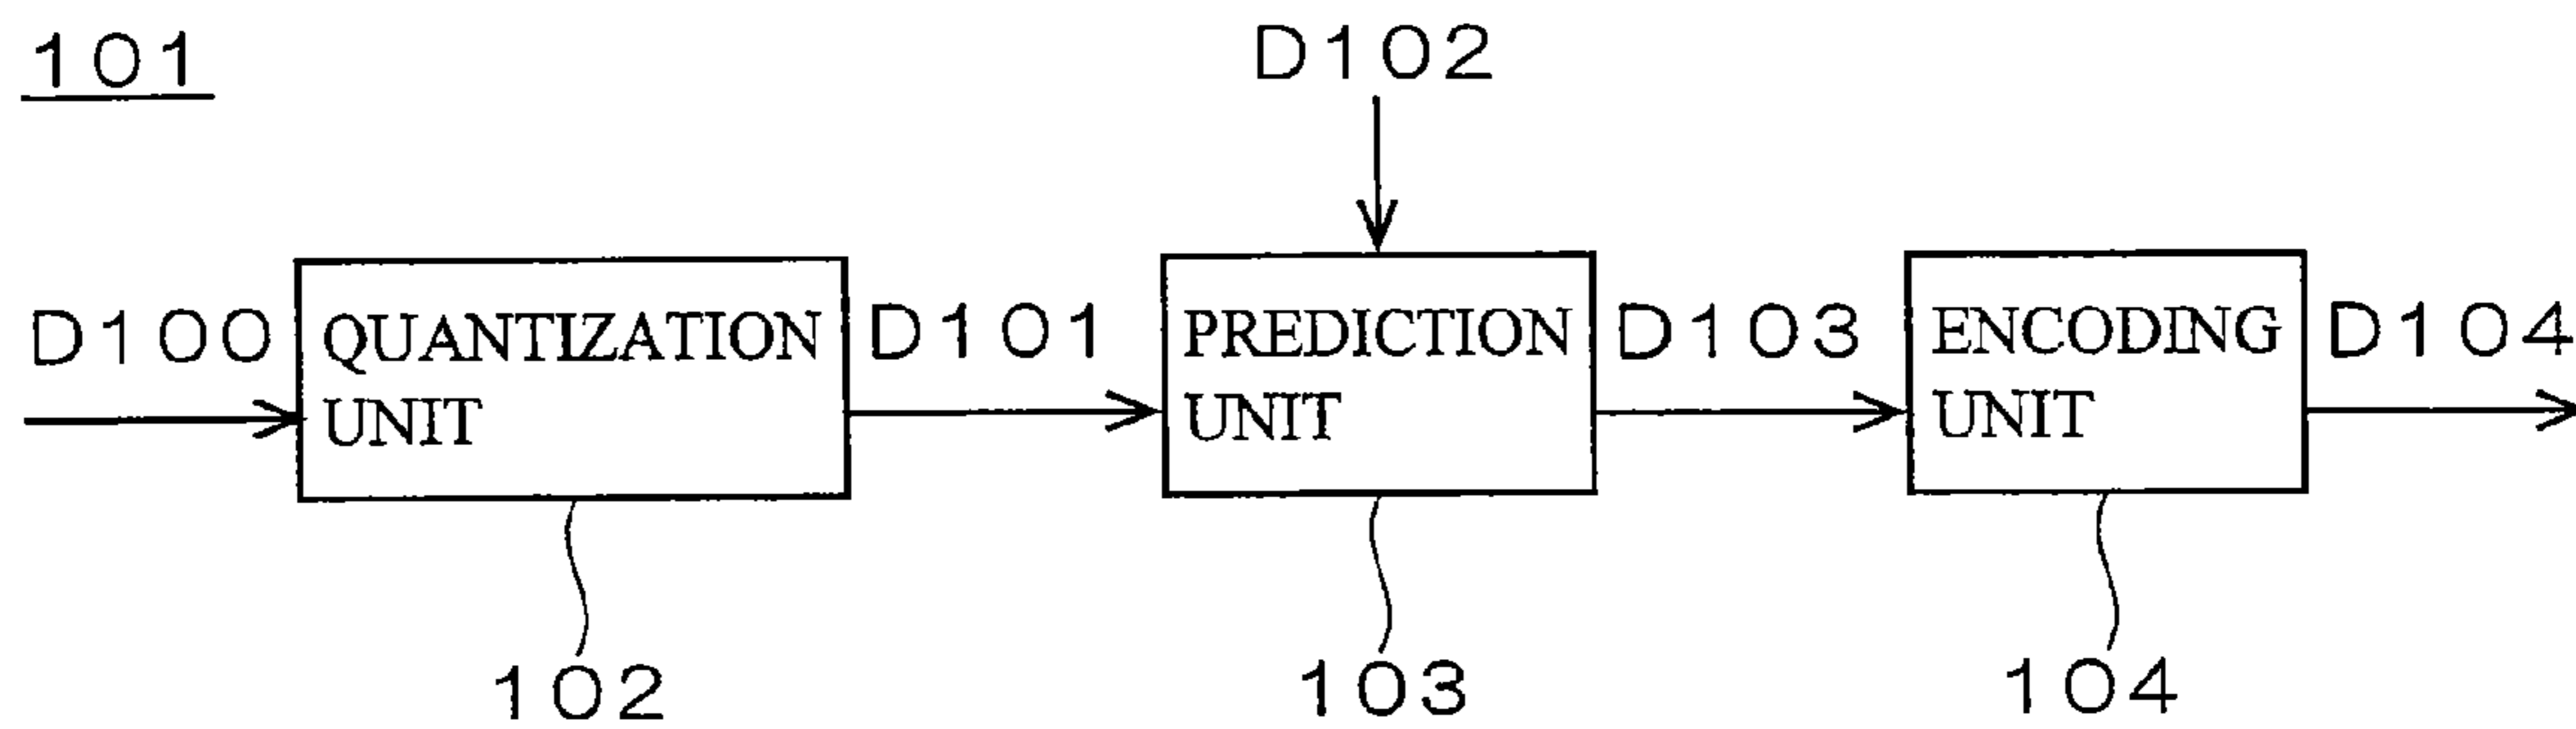 101
D102
D100
QUANTIZATION
UNIT
D101
PREDICTION
UNIT
D103
ENCODING
UNIT
D104
102
103
104